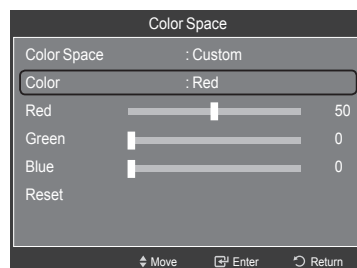 Color Space
Color Space : Custom
Color : Red
Red 50
Green 0
Blue 0
Reset
Move Enter Return